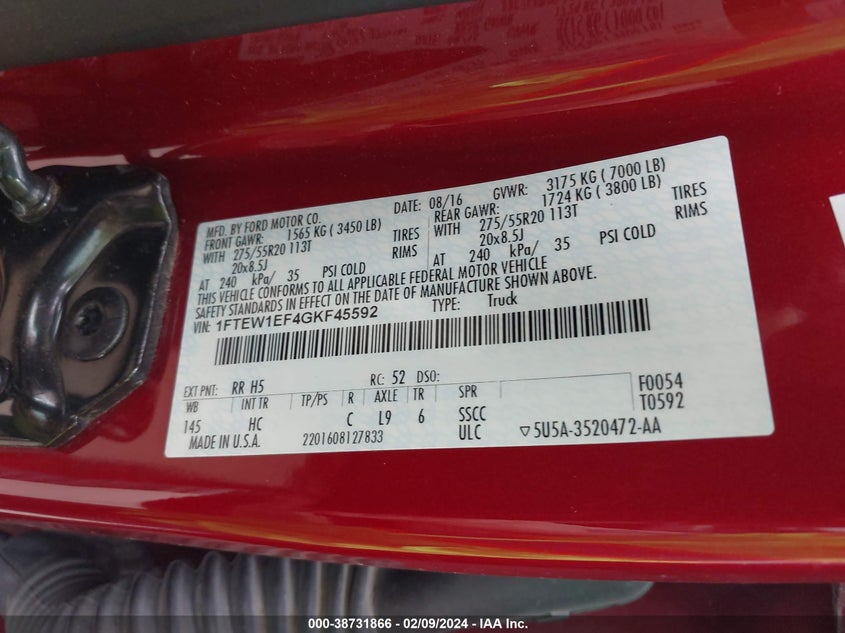 MFD. BY FORD MOTOR CO.
DATE: 08/16 GVWR: 3175 KG ( 7000 LB)
FRONT GAWR: 1565 KG ( 3450 LB) REAR GAWR: 1724 KG ( 3800 LB)
WITH 275/55R20 113T TIRES WITH 275/55R20 113T TIRES
20x8.5J RIMS 20x8.5J RIMS
AT 240 kPa/ 35 PSI COLD AT 240 kPa/ 35 PSI COLD
THIS VEHICLE CONFORMS TO ALL APPLICABLE FEDERAL MOTOR VEHICLE
SAFETY STANDARDS IN EFFECT ON THE DATE OF MANUFACTURE SHOWN ABOVE.
VIN: 1FTEW1EF4GKF45592 TYPE: Truck
EXT PNT: RR H5 RC: 52 DSO: F0054
WB INT TR TP/PS R AXLE TR SPR T0592
145 HC C L9 6 SSCC
MADE IN U.S.A. 2201608127833 ULC ▽5U5A-3520472-AA
000-38731866 - 02/09/2024 - IAA Inc.